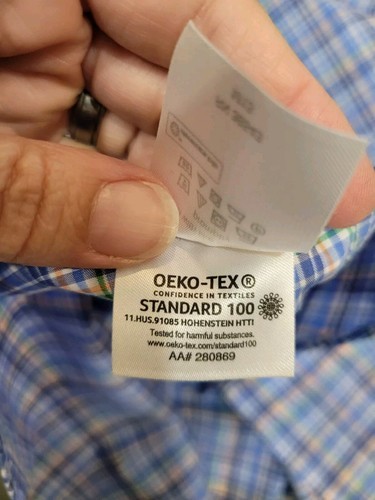 OEKO-TEX®
CONFIDENCE IN TEXTILES
STANDARD 100
11.HUS.91085 HOHENSTEIN HTTI
Tested for harmful substances.
www.oeko-tex.com/standard100
AA# 280869